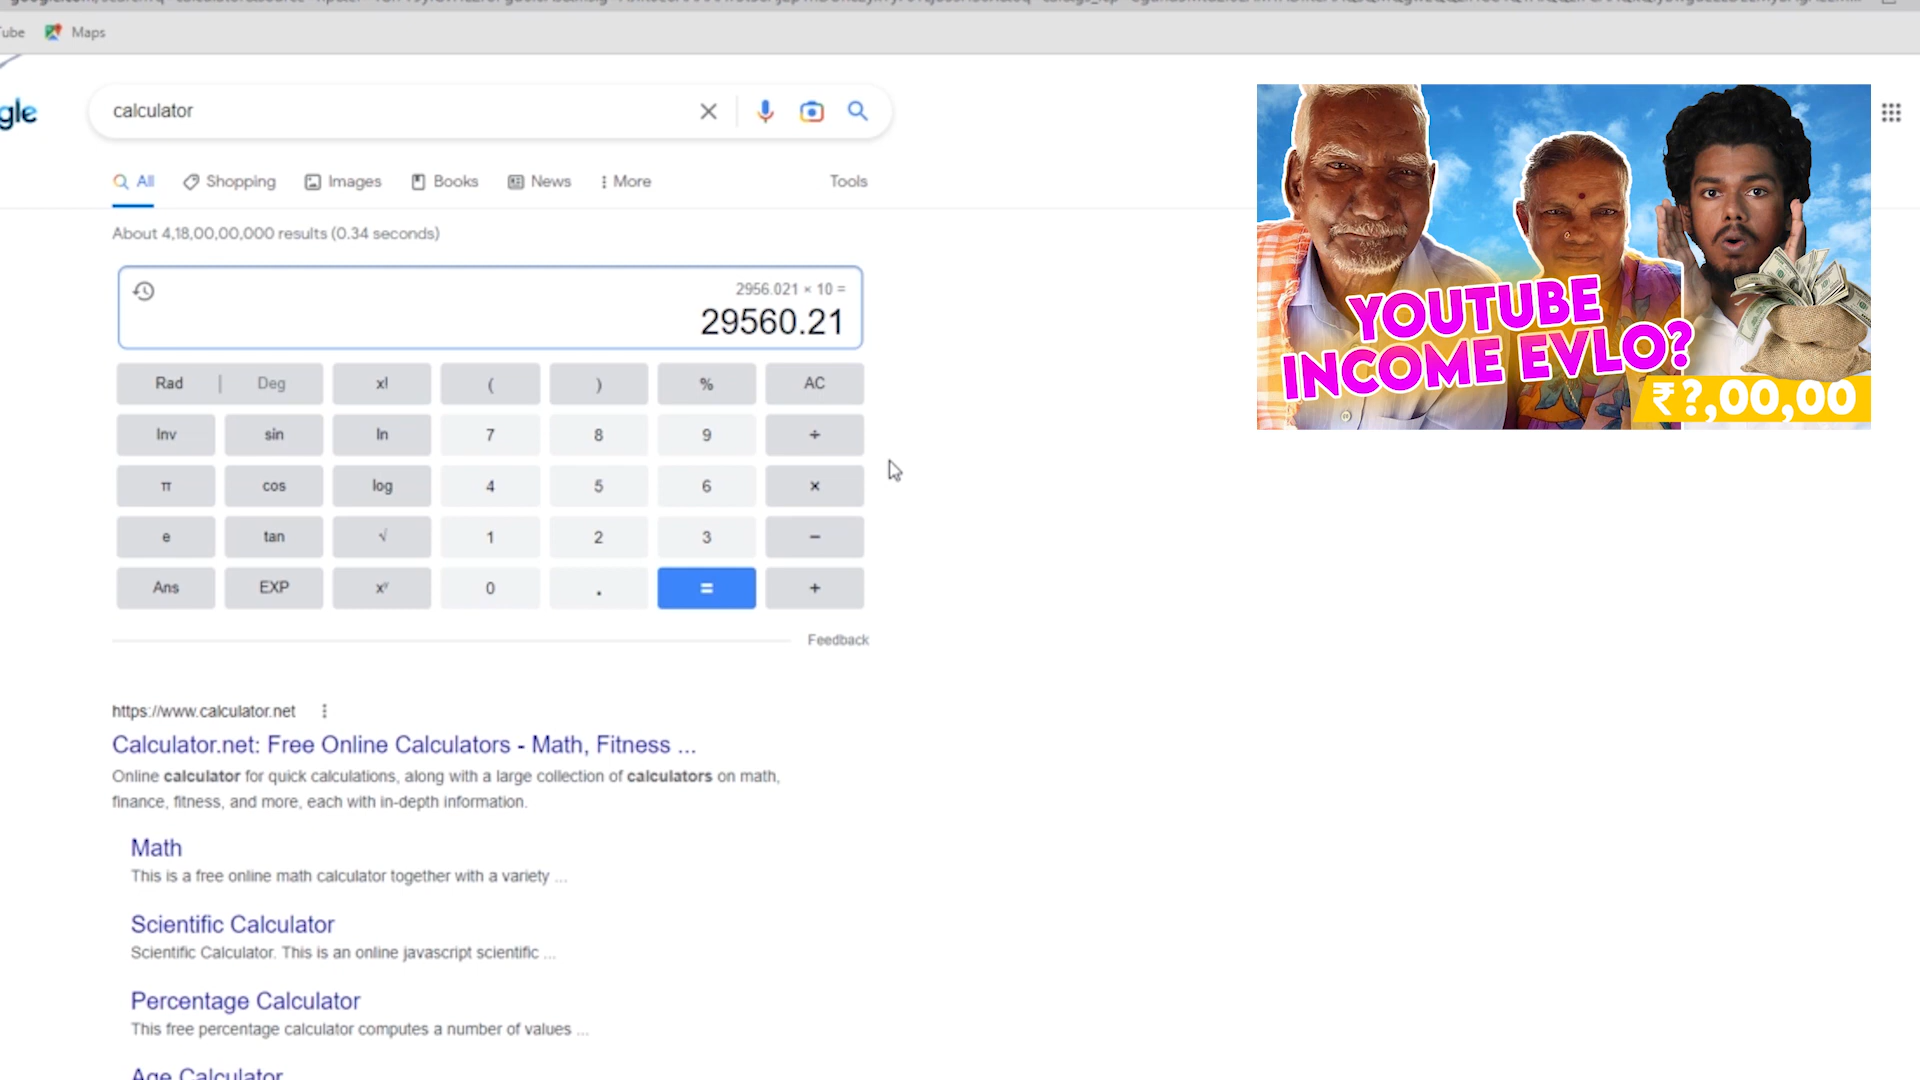 ube Maps
gle
calculator
All Shopping Images Books News More Tools
About 4,18,00,00,000 results (0.34 seconds)
2956.021 × 10 =
29560.21
Rad | Deg x! ( ) % AC
Inv sin ln 7 8 9 ÷
π cos log 4 5 6 ×
e tan √ 1 2 3 −
Ans EXP xʸ 0 . = +
Feedback
https://www.calculator.net
Calculator.net: Free Online Calculators - Math, Fitness ...
Online calculator for quick calculations, along with a large collection of calculators on math,
finance, fitness, and more, each with in-depth information.
Math
This is a free online math calculator together with a variety ...
Scientific Calculator
Scientific Calculator. This is an online javascript scientific ...
Percentage Calculator
This free percentage calculator computes a number of values ...
Age Calculator
YOUTUBE
INCOME EVLO?
₹?,00,00